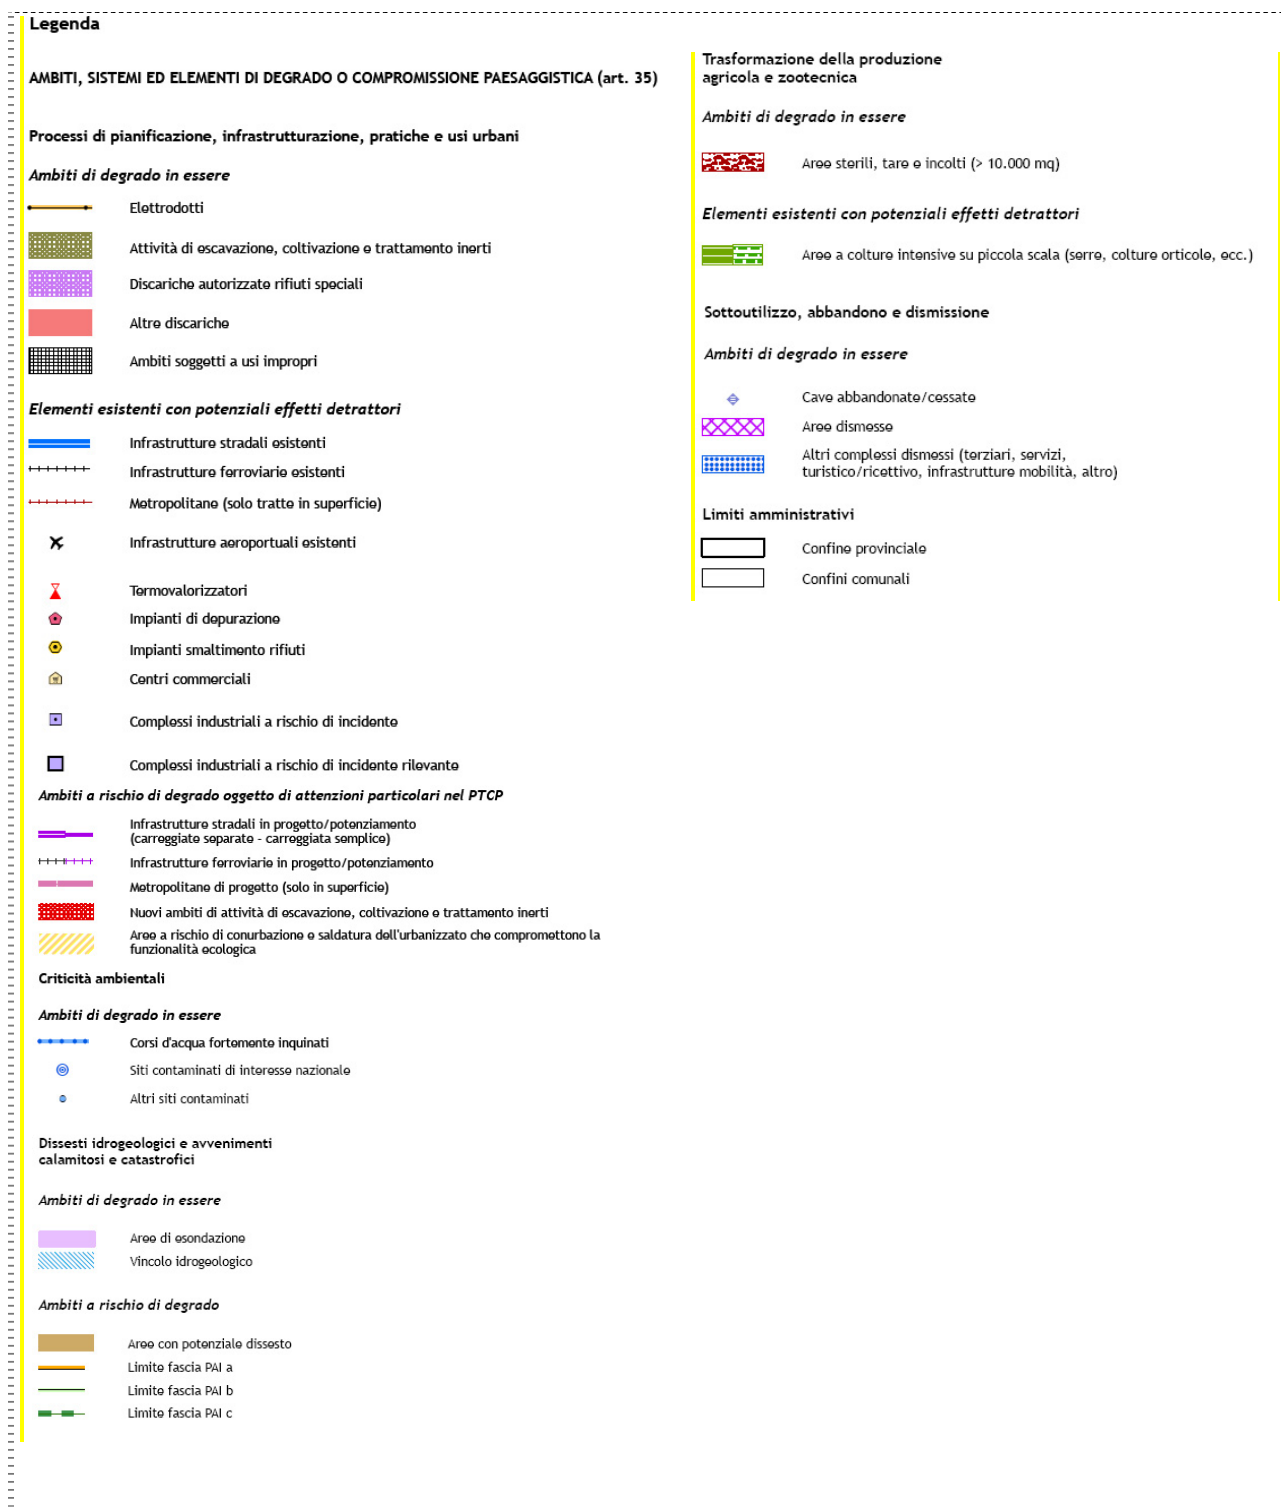 Legenda
AMBITI, SISTEMI ED ELEMENTI DI DEGRADO O COMPROMISSIONE PAESAGGISTICA (art. 35)
Processi di pianificazione, infrastrutturazione, pratiche e usi urbani
Ambiti di degrado in essere
Elettrodotti
Attività di escavazione, coltivazione e trattamento inerti
Discariche autorizzate rifiuti speciali
Altre discariche
Ambiti soggetti a usi impropri
Elementi esistenti con potenziali effetti detrattori
Infrastrutture stradali esistenti
Infrastrutture ferroviarie esistenti
Metropolitane (solo tratte in superficie)
Infrastrutture aeroportuali esistenti
Termovalorizzatori
Impianti di depurazione
Impianti smaltimento rifiuti
Centri commerciali
Complessi industriali a rischio di incidente
Complessi industriali a rischio di incidente rilevante
Ambiti a rischio di degrado oggetto di attenzioni particolari nel PTCP
Infrastrutture stradali in progetto/potenziamento
(carreggiate separate - carreggiata semplice)
Infrastrutture ferroviarie in progetto/potenziamento
Metropolitane di progetto (solo in superficie)
Nuovi ambiti di attività di escavazione, coltivazione e trattamento inerti
Aree a rischio di conurbazione e saldatura dell'urbanizzato che compromettono la
funzionalità ecologica
Criticità ambientali
Ambiti di degrado in essere
Corsi d'acqua fortemente inquinati
Siti contaminati di interesse nazionale
Altri siti contaminati
Dissesti idrogeologici e avvenimenti
calamitosi e catastrofici
Ambiti di degrado in essere
Aree di esondazione
Vincolo idrogeologico
Ambiti a rischio di degrado
Aree con potenziale dissesto
Limite fascia PAI a
Limite fascia PAI b
Limite fascia PAI c
Trasformazione della produzione
agricola e zootecnica
Ambiti di degrado in essere
Aree sterili, tare e incolti (> 10.000 mq)
Elementi esistenti con potenziali effetti detrattori
Aree a colture intensive su piccola scala (serre, colture orticole, ecc.)
Sottoutilizzo, abbandono e dismissione
Ambiti di degrado in essere
Cave abbandonate/cessate
Aree dismesse
Altri complessi dismessi (terziari, servizi,
turistico/ricettivo, infrastrutture mobilità, altro)
Limiti amministrativi
Confine provinciale
Confini comunali